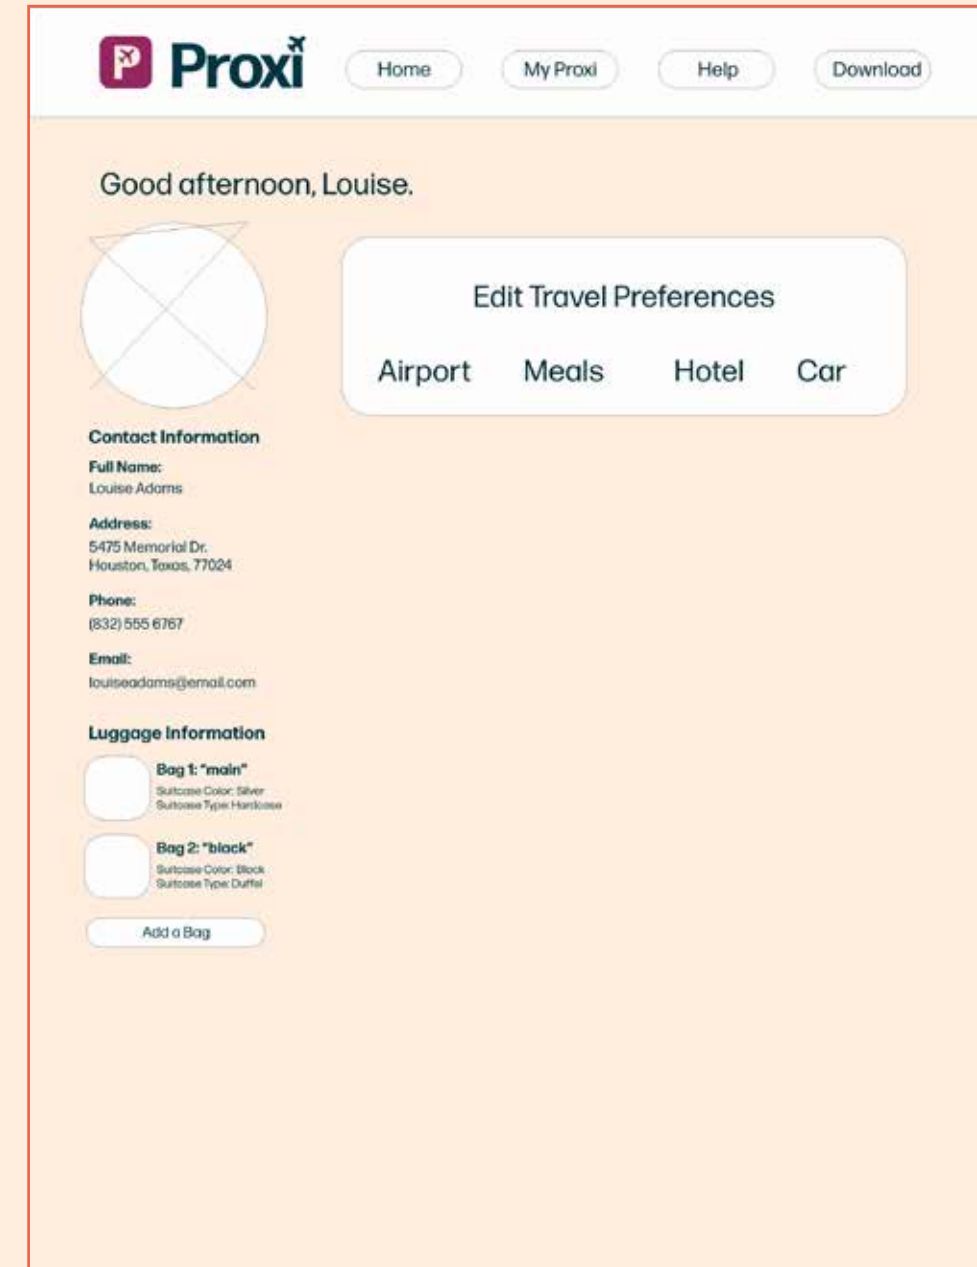 P Proxi
Home
My Proxi
Help
Download
Good afternoon, Louise.
Edit Travel Preferences
Airport Meals Hotel Car
Contact Information
Full Name:
Louise Adams
Address:
5475 Memorial Dr.
Houston, Texas, 77024
Phone:
(832) 555 6767
Email:
louiseadams@email.com
Luggage Information
Bag 1: "main"
Suitcase Color: Silver
Suitcase Type: Hardcase
Bag 2: "black"
Suitcase Color: Black
Suitcase Type: Duffel
Add a Bag